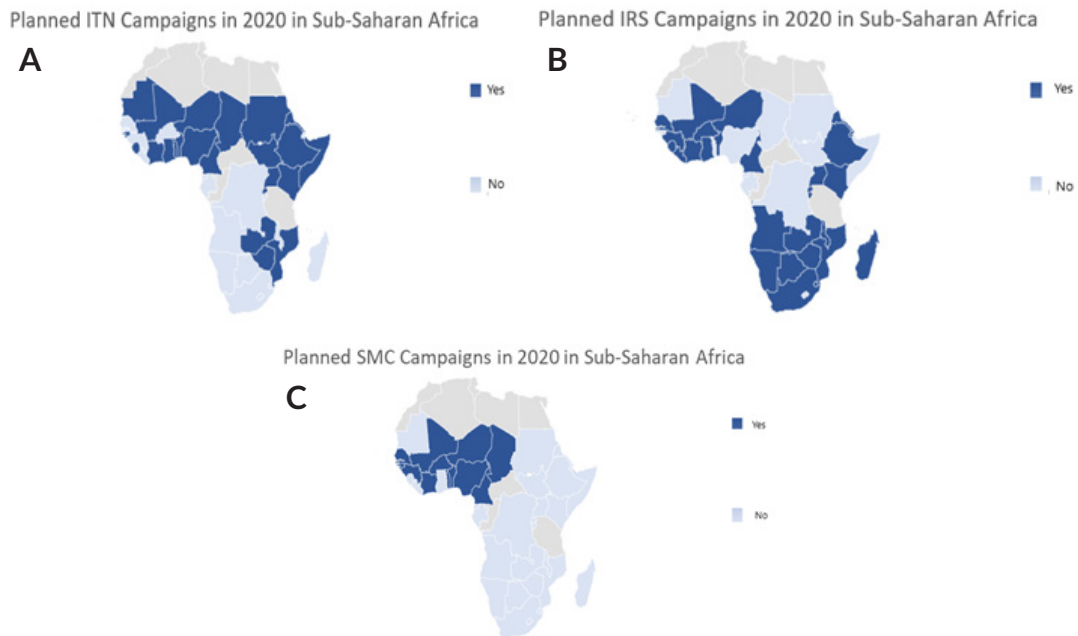 Planned ITN Campaigns in 2020 in Sub-Saharan Africa
A
Yes
No
Planned IRS Campaigns in 2020 in Sub-Saharan Africa
B
Yes
No
Planned SMC Campaigns in 2020 in Sub-Saharan Africa
C
Yes
No